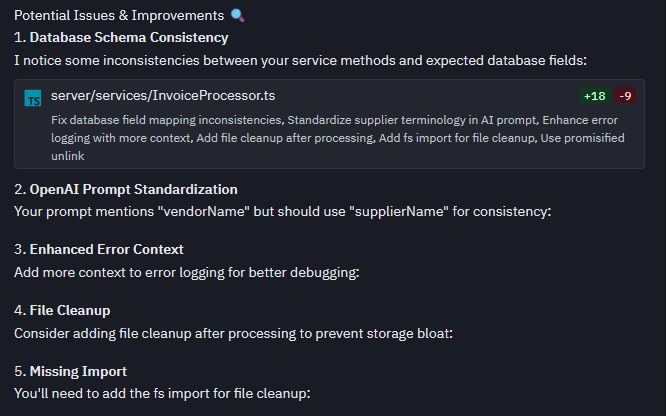 Potential Issues & Improvements 🔍
1. Database Schema Consistency
I notice some inconsistencies between your service methods and expected database fields:
TS server/services/InvoiceProcessor.ts +18 -9
Fix database field mapping inconsistencies, Standardize supplier terminology in AI prompt, Enhance error
logging with more context, Add file cleanup after processing, Add fs import for file cleanup, Use promisified
unlink
2. OpenAI Prompt Standardization
Your prompt mentions "vendorName" but should use "supplierName" for consistency:
3. Enhanced Error Context
Add more context to error logging for better debugging:
4. File Cleanup
Consider adding file cleanup after processing to prevent storage bloat:
5. Missing Import
You'll need to add the fs import for file cleanup: